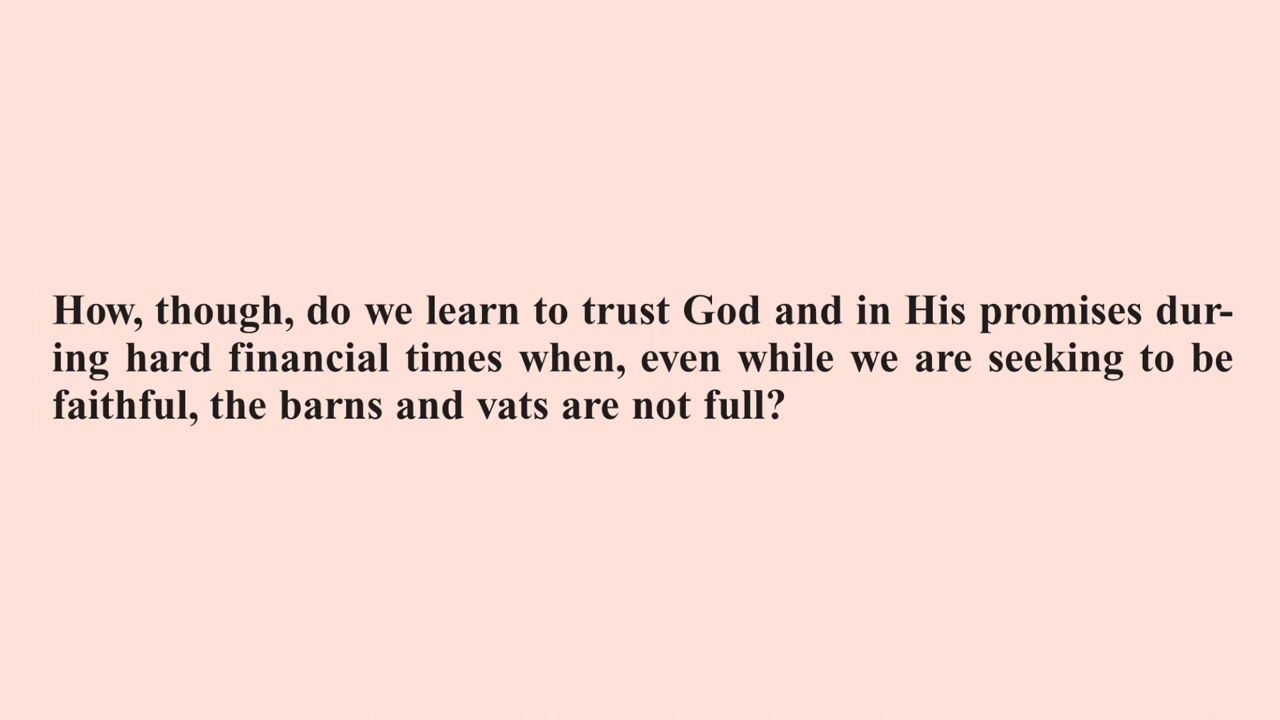 How, though, do we learn to trust God and in His promises dur-
ing hard financial times when, even while we are seeking to be
faithful, the barns and vats are not full?